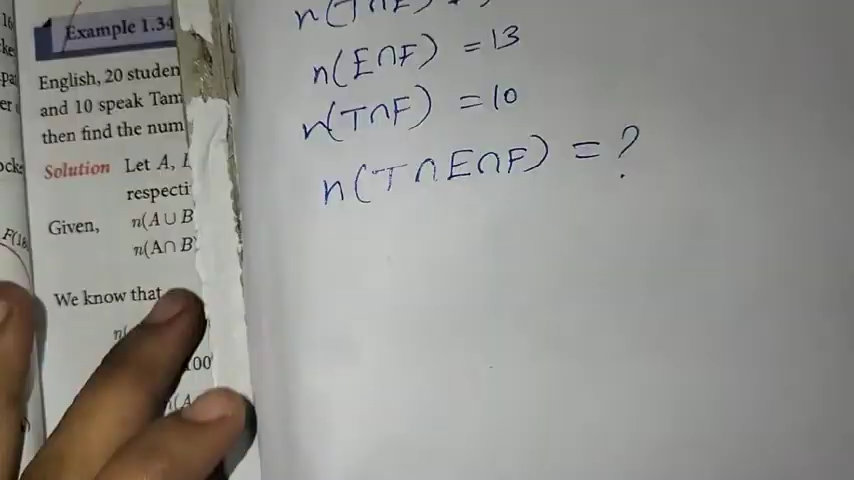 Example 1.34
English, 20 studen
and 10 speak Tam
then find the num
Solution Let A,
respecti
Given, n(A∪B
n(A∩B
We know that
n(E∩F) = 13
n(T∩F) = 10
n(T∩E∩F) = ?